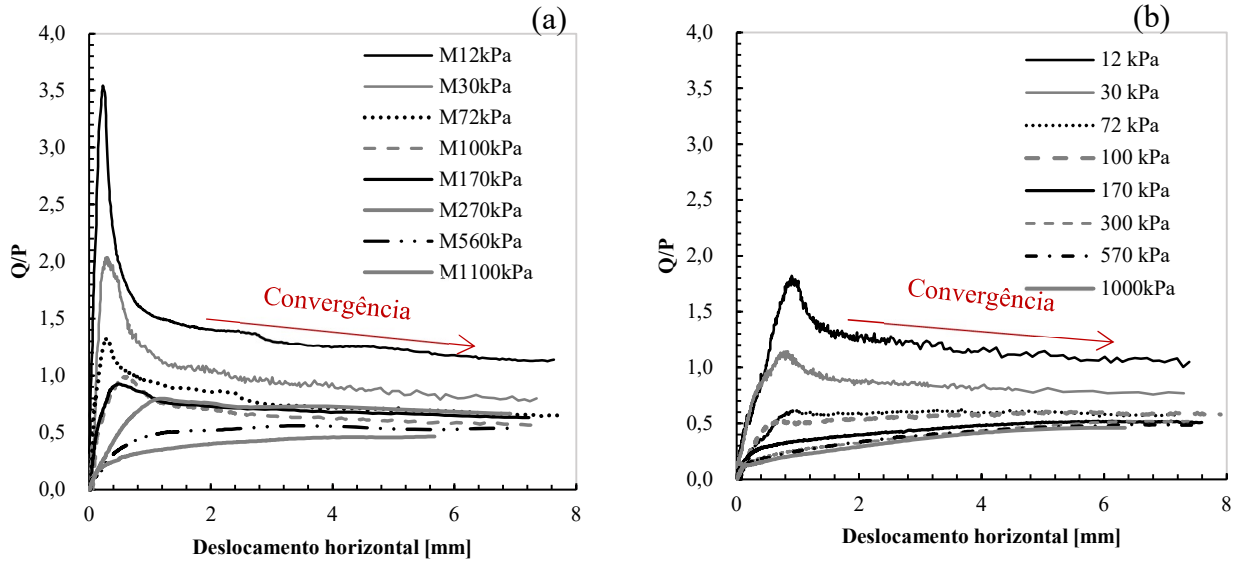 (a)
4,0
3,5
3,0
2,5
2,0
1,5
1,0
0,5
0,0
Q/P
M12kPa
M30kPa
M72kPa
M100kPa
M170kPa
M270kPa
M560kPa
M1100kPa
Convergência
0 2 4 6 8
Deslocamento horizontal [mm]
(b)
4,0
3,5
3,0
2,5
2,0
1,5
1,0
0,5
0,0
Q/P
12 kPa
30 kPa
72 kPa
100 kPa
170 kPa
300 kPa
570 kPa
1000kPa
Convergência
0 2 4 6 8
Deslocamento horizontal [mm]